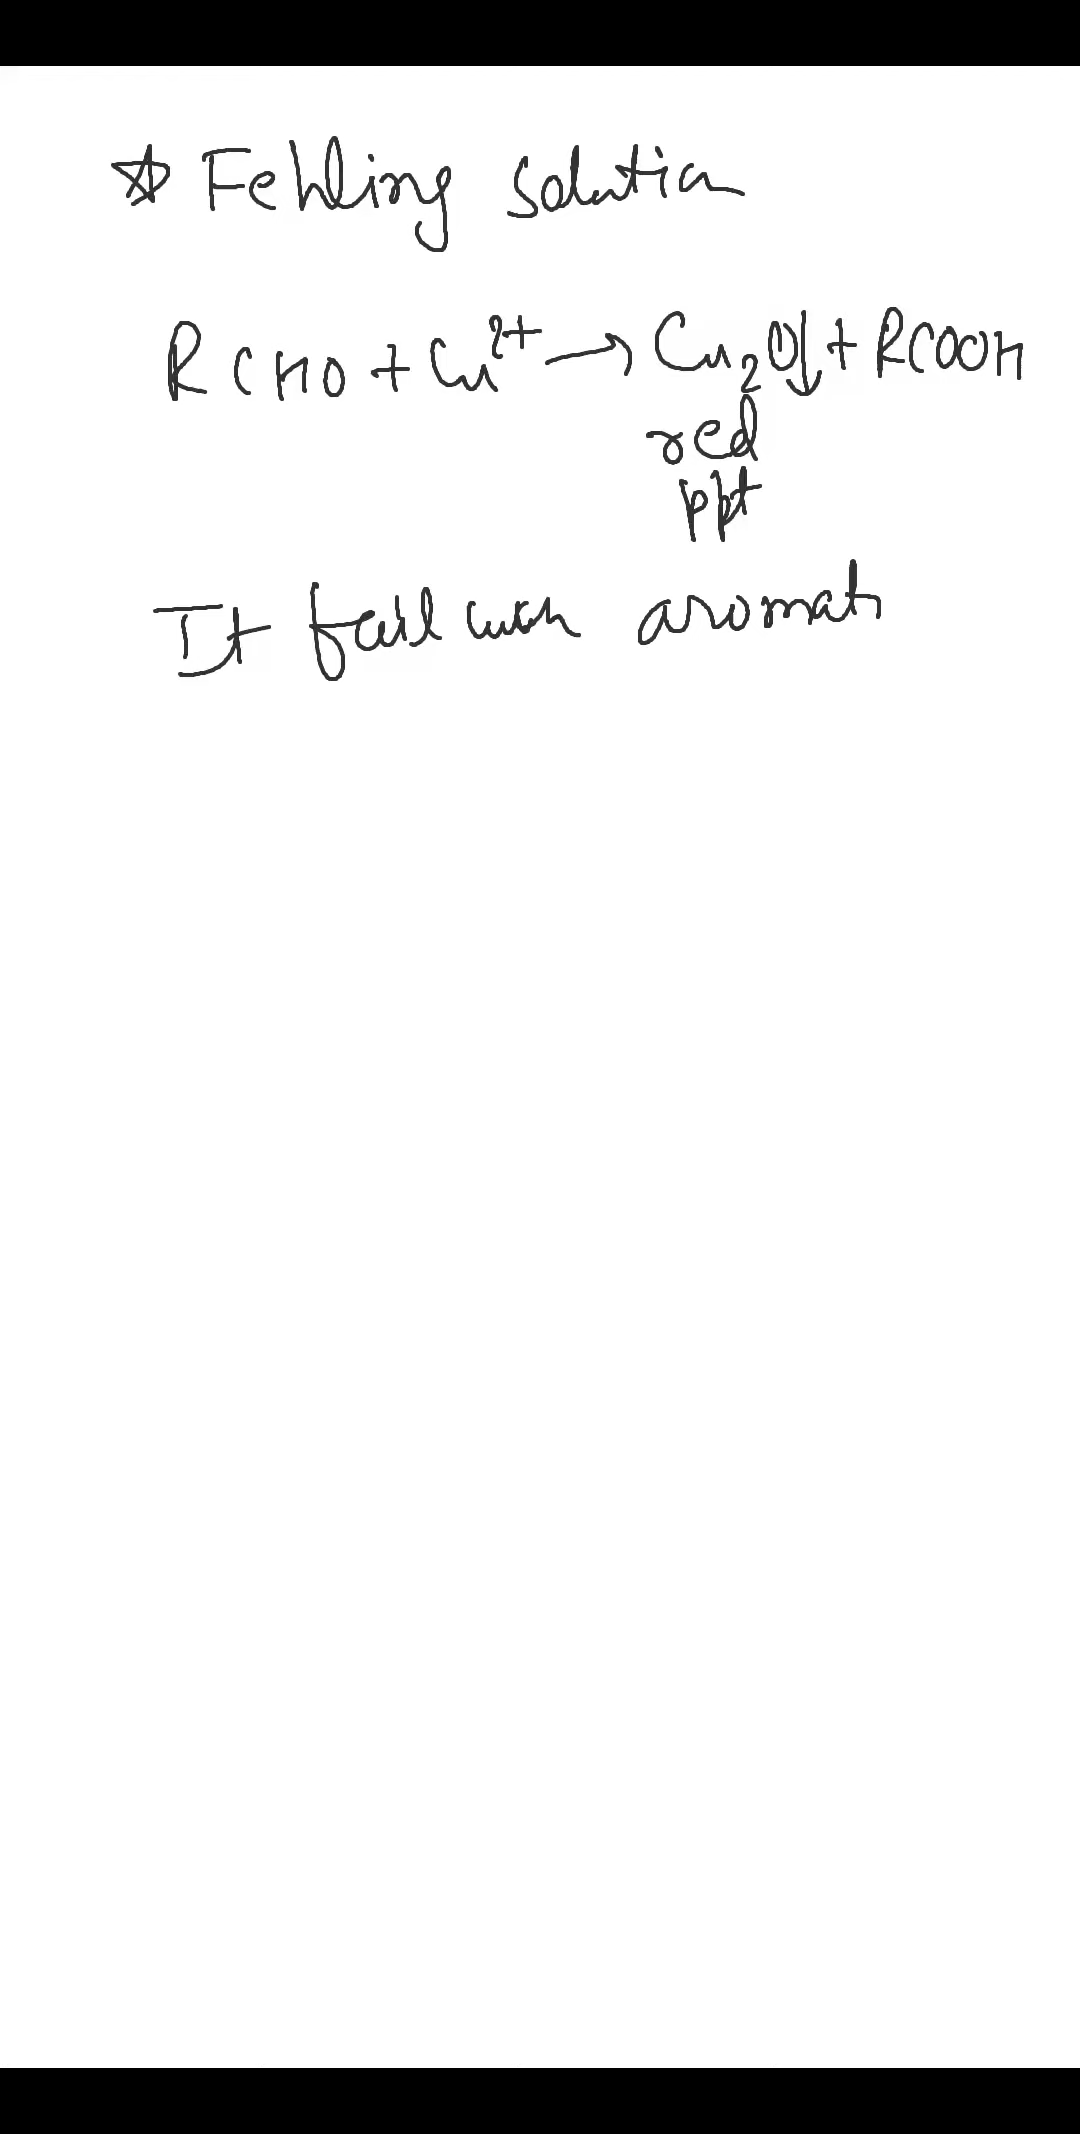 ☆ Fehling solution
RCHO + Cu²⁺ → Cu₂O↓ + RCOOH
red
ppt
It fail with aromati